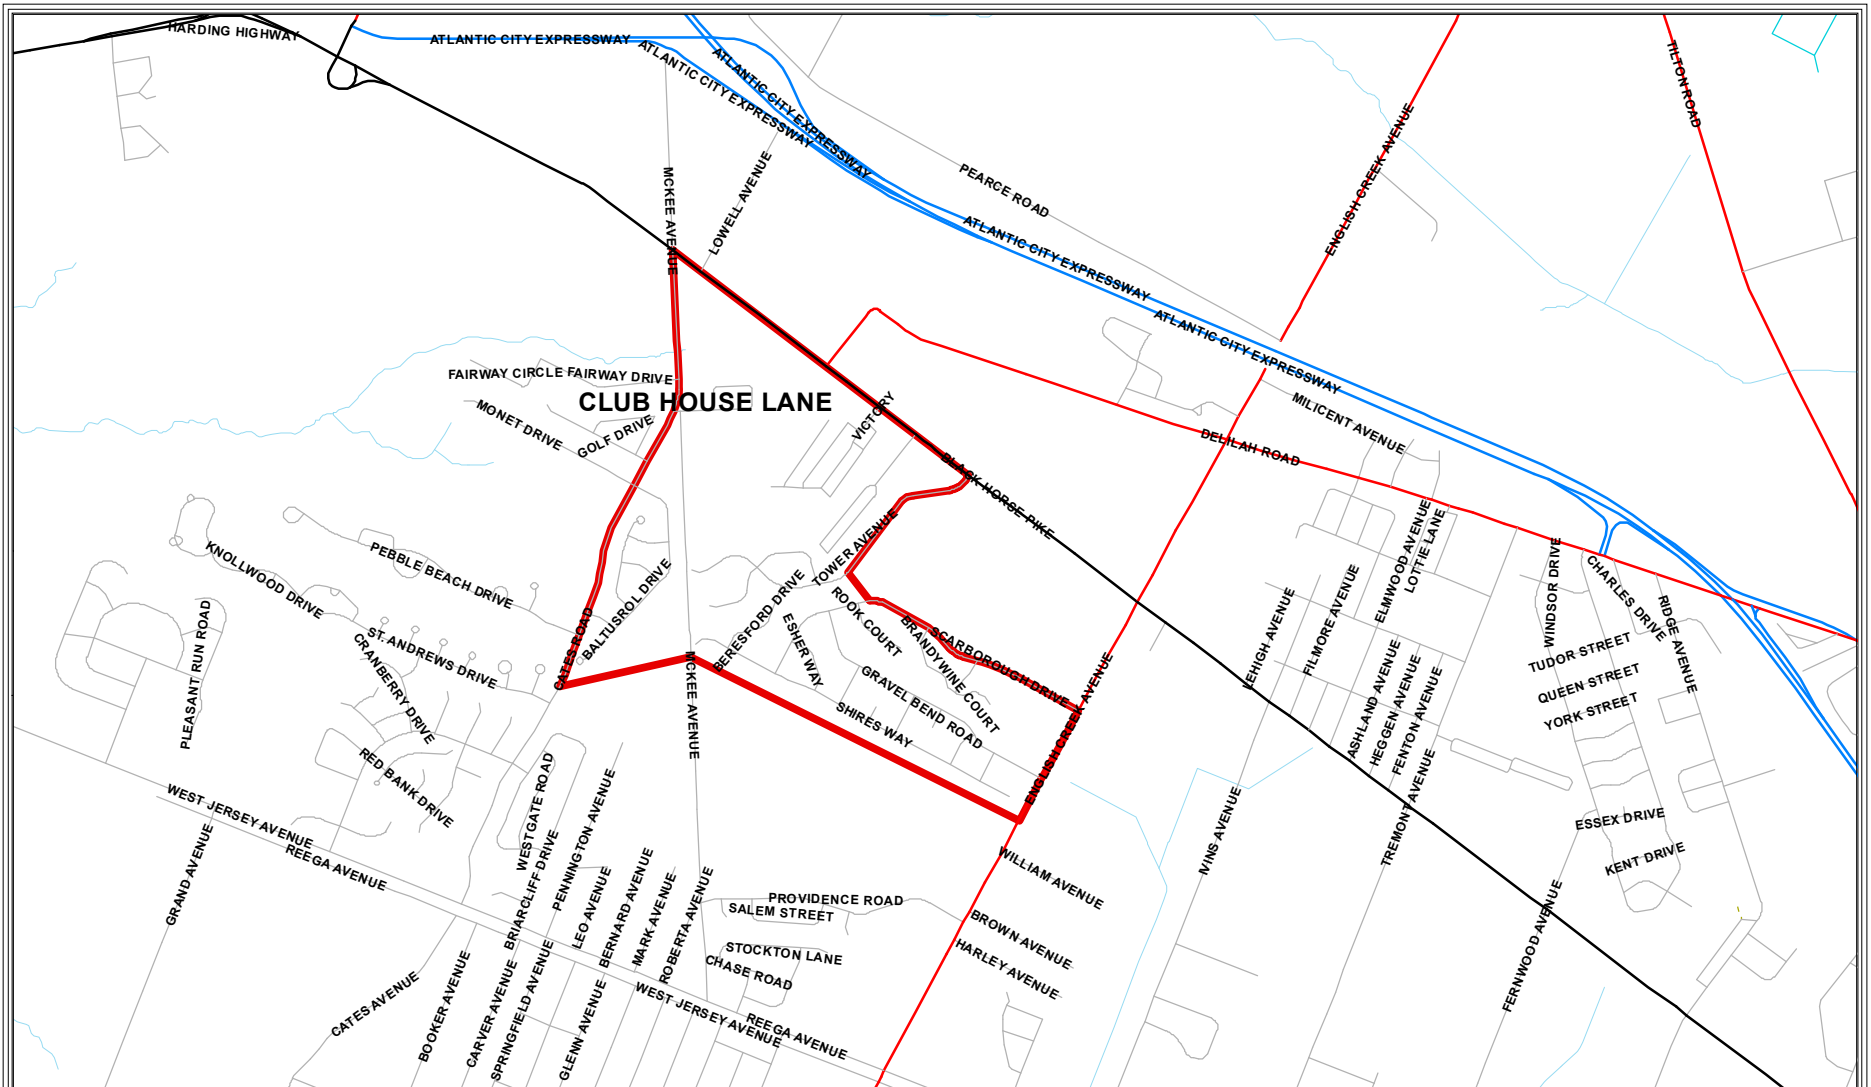 HARDING HIGHWAY
ATLANTIC CITY EXPRESSWAY
ATLANTIC CITY EXPRESSWAY
ATLANTIC CITY EXPRESSWAY
TILTON ROAD
ENGLISH CREEK AVENUE
MCKEE AVENUE
LOWELL AVENUE
PEARCE ROAD
ATLANTIC CITY EXPRESSWAY
ATLANTIC CITY EXPRESSWAY
FAIRWAY CIRCLE
FAIRWAY DRIVE
CLUB HOUSE LANE
MONET DRIVE
GOLF DRIVE
VICTORY
MILICENT AVENUE
DELILAH ROAD
BLACK HORSE PIKE
TOWER AVENUE
KNOLLWOOD DRIVE
PEBBLE BEACH DRIVE
BALTUSROL DRIVE
CATES ROAD
BERESFORD DRIVE
ROOK COURT
ESHER WAY
BRANDYWINE COURT
SCARBOROUGH DRIVE
ELMWOOD AVENUE
LOTTIE LANE
FILMORE AVENUE
LEHIGH AVENUE
WINDSOR DRIVE
CHARLES DRIVE
RIDGE AVENUE
TUDOR STREET
QUEEN STREET
YORK STREET
PLEASANT RUN ROAD
ST. ANDREWS DRIVE
CRANBERRY DRIVE
MCKEE AVENUE
GRAVEL BEND ROAD
SHIRES WAY
ENGLISH CREEK AVENUE
ASHLAND AVENUE
HEGGEN AVENUE
FENTON AVENUE
TREMONT AVENUE
RED BANK DRIVE
WESTGATE ROAD
WEST JERSEY AVENUE
REEGA AVENUE
GRAND AVENUE
BRIARCLIFF DRIVE
PENNINGTON AVENUE
LEO AVENUE
BERNARD AVENUE
MARK AVENUE
ROBERTA AVENUE
PROVIDENCE ROAD
SALEM STREET
STOCKTON LANE
CHASE ROAD
WILLIAM AVENUE
BROWN AVENUE
HARLEY AVENUE
IVINS AVENUE
ESSEX DRIVE
KENT DRIVE
FERNWOOD AVENUE
CATES AVENUE
BOOKER AVENUE
CARVER AVENUE
SPRINGFIELD AVENUE
GLENN AVENUE
WEST JERSEY AVENUE
REEGA AVENUE